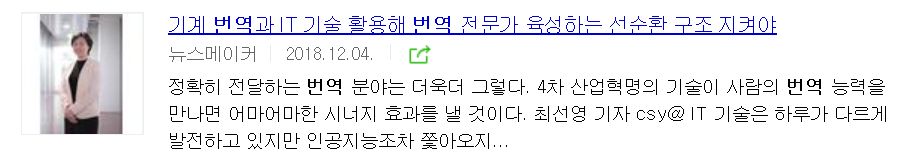 기계 번역과 IT 기술 활용해 번역 전문가 육성하는 선순환 구조 지켜야
뉴스메이커 2018.12.04.
정확히 전달하는 번역 분야는 더욱더 그렇다. 4차 산업혁명의 기술이 사람의 번역 능력을
만나면 어마어마한 시너지 효과를 낼 것이다. 최선영 기자 csy@ IT 기술은 하루가 다르게
발전하고 있지만 인공지능조차 쫓아오지...